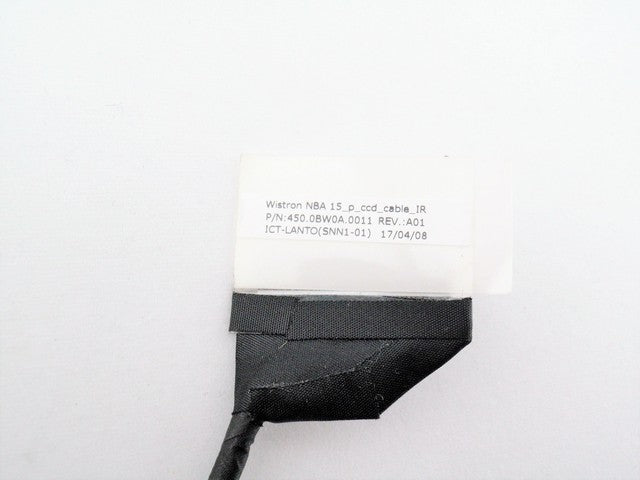 Wistron NBA 15_p_ccd_cable_IR
P/N:450.0BW0A.0011 REV.:A01
ICT-LANTO(SNN1-01) 17/04/08